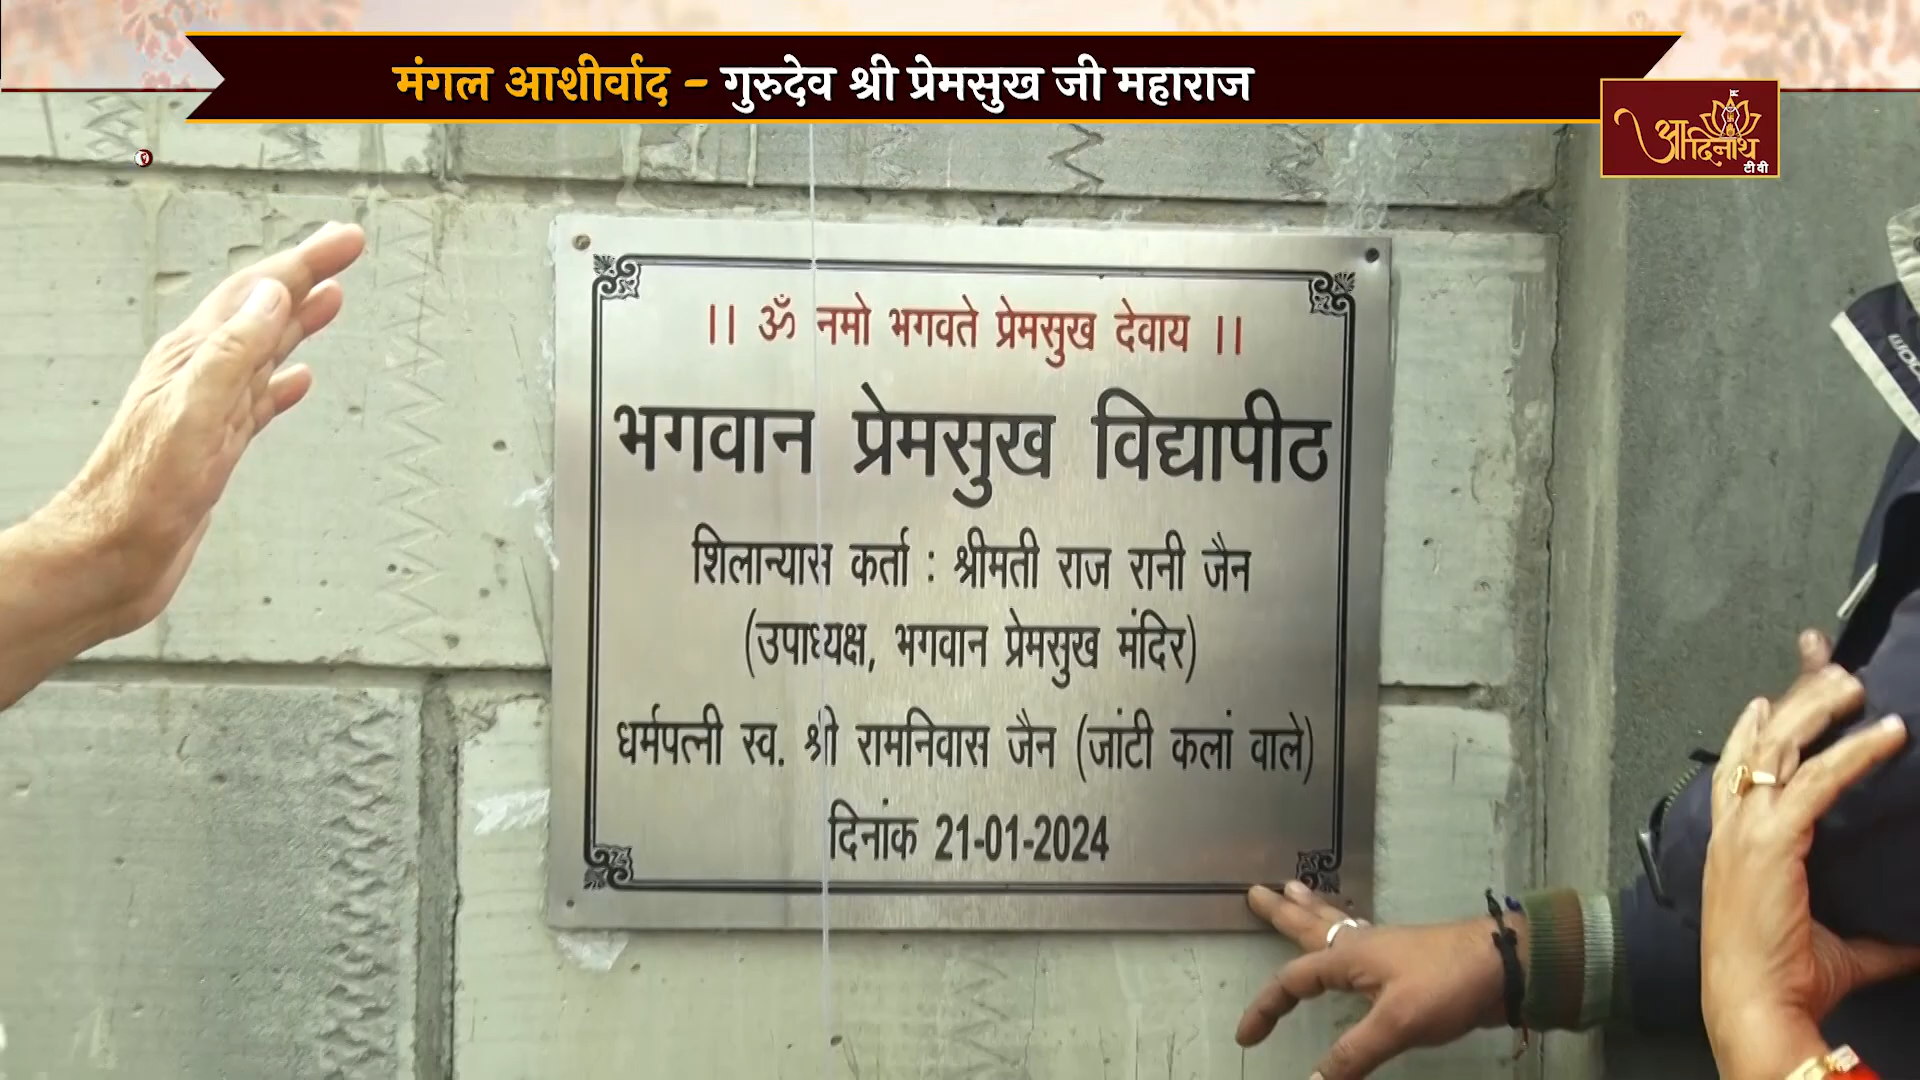 मंगल आशीर्वाद - गुरुदेव श्री प्रेमसुख जी महाराज
आदिनाथ
टी वी
।। ॐ नमो भगवते प्रेमसुख देवाय ।।
भगवान प्रेमसुख विद्यापीठ
शिलान्यास कर्ता : श्रीमती राज रानी जैन
(उपाध्यक्ष, भगवान प्रेमसुख मंदिर)
धर्मपत्नी स्व. श्री रामनिवास जैन (जांटी कलां वाले)
दिनांक 21-01-2024